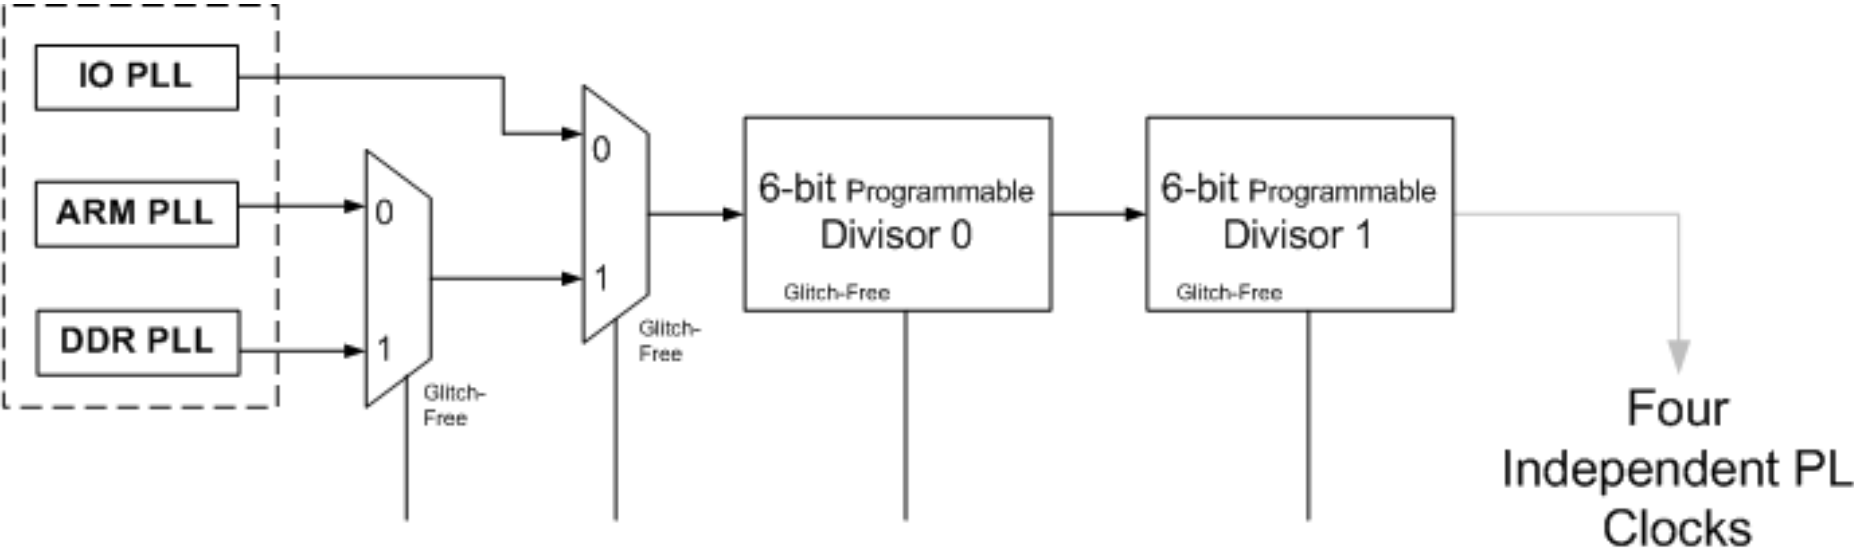 IO PLL
ARM PLL
DDR PLL
0
1
Glitch-
Free
0
1
Glitch-
Free
6-bit Programmable
Divisor 0
Glitch-Free
6-bit Programmable
Divisor 1
Glitch-Free
Four
Independent PL
Clocks